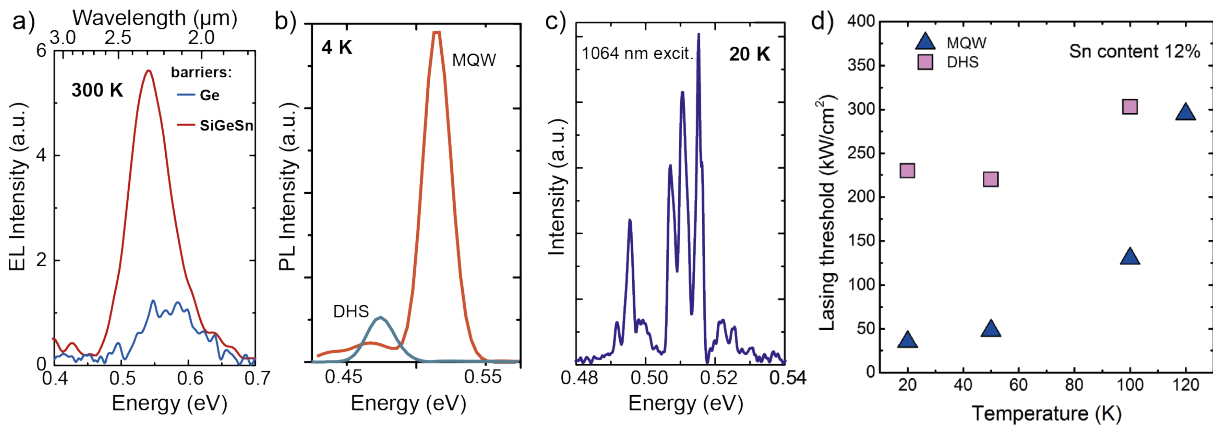 a)
Wavelength (µm)
3.0 2.5 2.0
300 K
barriers:
Ge
SiGeSn
EL Intensity (a.u.)
6
4
2
0
0.4 0.5 0.6 0.7
Energy (eV)
b)
4 K
MQW
DHS
PL Intensity (a.u.)
0.45 0.55
Energy (eV)
c)
1064 nm excit.
20 K
Intensity (a.u.)
0.48 0.50 0.52 0.54
Energy (eV)
d)
MQW
DHS
Sn content 12%
Lasing threshold (kW/cm²)
400
350
300
250
200
150
100
50
0
20 40 60 80 100 120
Temperature (K)